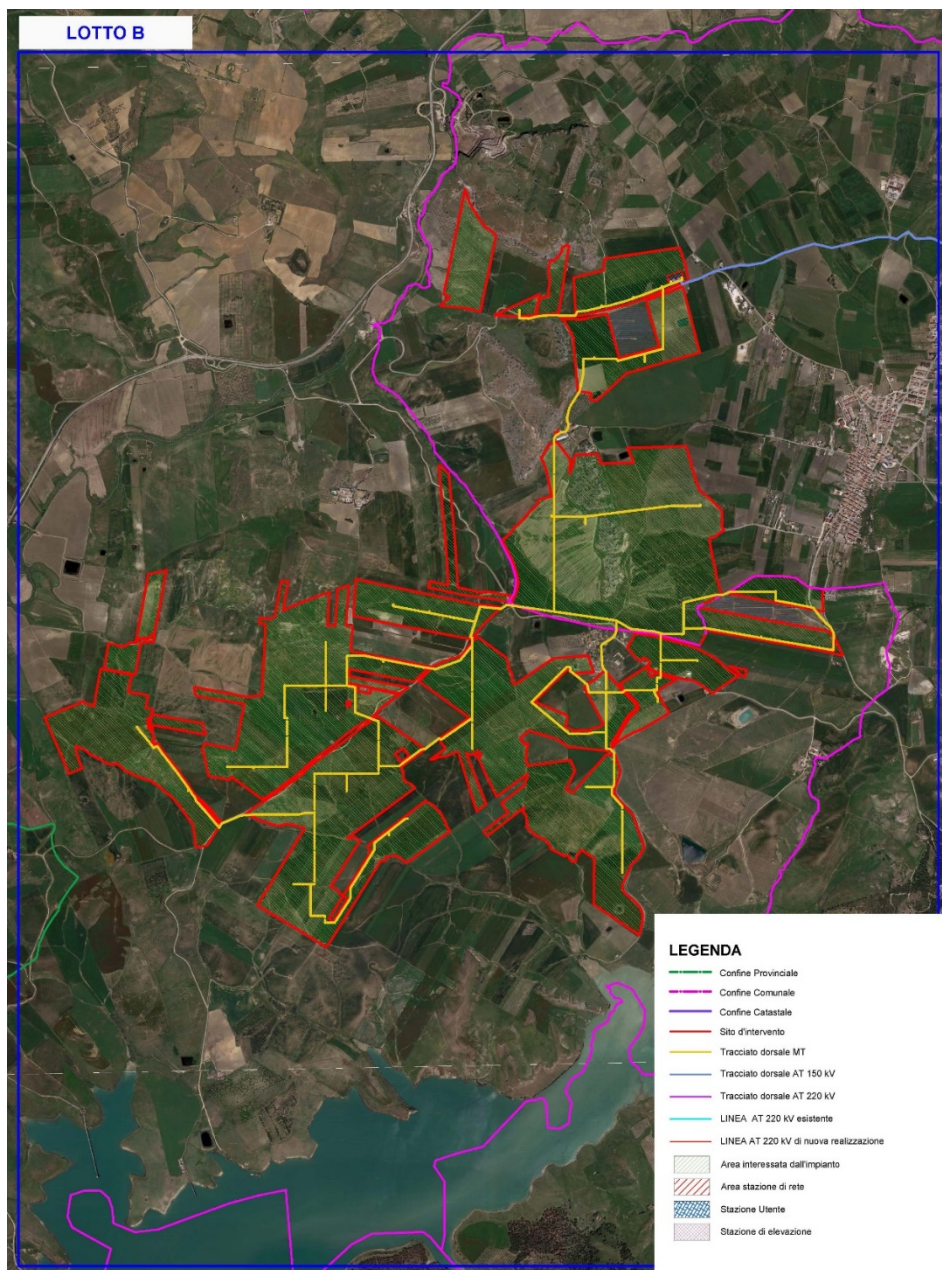 LOTTO B
LEGENDA
Confine Provinciale
Confine Comunale
Confine Catastale
Sito d'intervento
Tracciato dorsale MT
Tracciato dorsale AT 150 kV
Tracciato dorsale AT 220 kV
LINEA AT 220 kV esistente
LINEA AT 220 kV di nuova realizzazione
Area interessata dall'impianto
Area stazione di rete
Stazione Utente
Stazione di elevazione